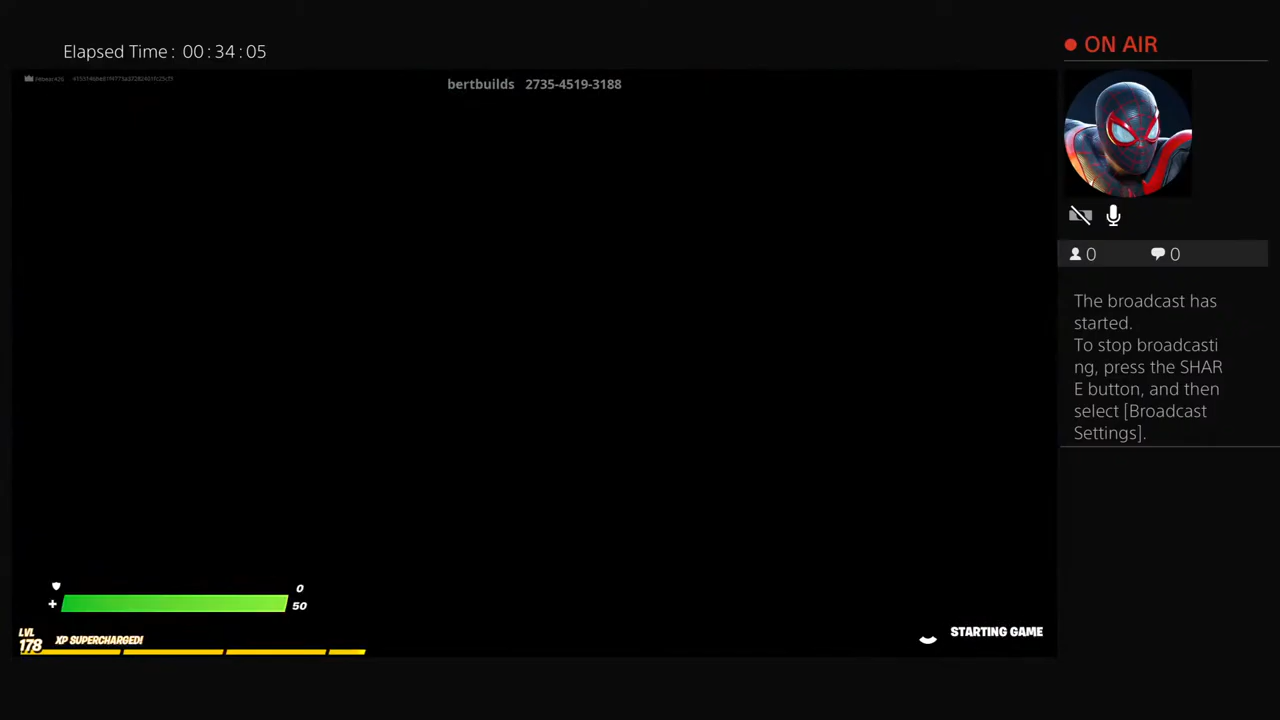 Elapsed Time: 00:34:05
ON AIR
bertbuilds 2735-4519-3188
0 0
The broadcast has
started.
To stop broadcasti
ng, press the SHAR
E button, and then
select [Broadcast
Settings].
0
50
LVL
178
XP SUPERCHARGED!
STARTING GAME